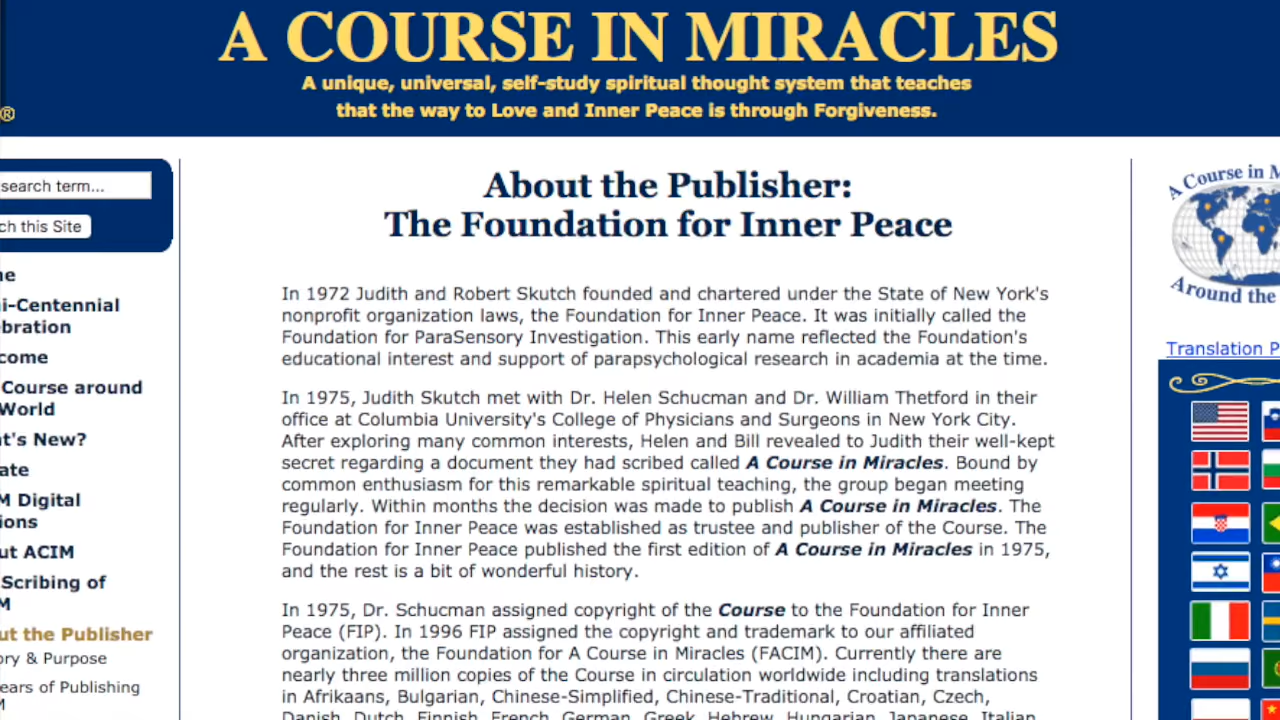 A COURSE IN MIRACLES
A unique, universal, self-study spiritual thought system that teaches
that the way to Love and Inner Peace is through Forgiveness.
®
search term...
ch this Site
ne
i-Centennial
ebration
come
Course around
World
t's New?
ate
M Digital
ions
ut ACIM
Scribing of
M
ut the Publisher
ory & Purpose
ears of Publishing
M
About the Publisher:
The Foundation for Inner Peace
In 1972 Judith and Robert Skutch founded and chartered under the State of New York's
nonprofit organization laws, the Foundation for Inner Peace. It was initially called the
Foundation for ParaSensory Investigation. This early name reflected the Foundation's
educational interest and support of parapsychological research in academia at the time.
In 1975, Judith Skutch met with Dr. Helen Schucman and Dr. William Thetford in their
office at Columbia University's College of Physicians and Surgeons in New York City.
After exploring many common interests, Helen and Bill revealed to Judith their well-kept
secret regarding a document they had scribed called A Course in Miracles. Bound by
common enthusiasm for this remarkable spiritual teaching, the group began meeting
regularly. Within months the decision was made to publish A Course in Miracles. The
Foundation for Inner Peace was established as trustee and publisher of the Course. The
Foundation for Inner Peace published the first edition of A Course in Miracles in 1975,
and the rest is a bit of wonderful history.
In 1975, Dr. Schucman assigned copyright of the Course to the Foundation for Inner
Peace (FIP). In 1996 FIP assigned the copyright and trademark to our affiliated
organization, the Foundation for A Course in Miracles (FACIM). Currently there are
nearly three million copies of the Course in circulation worldwide including translations
in Afrikaans, Bulgarian, Chinese-Simplified, Chinese-Traditional, Croatian, Czech,
Danish, Dutch, Finnish, French, German, Greek, Hebrew, Hungarian, Japanese, Italian,
A Course in M
Around the
Translation P